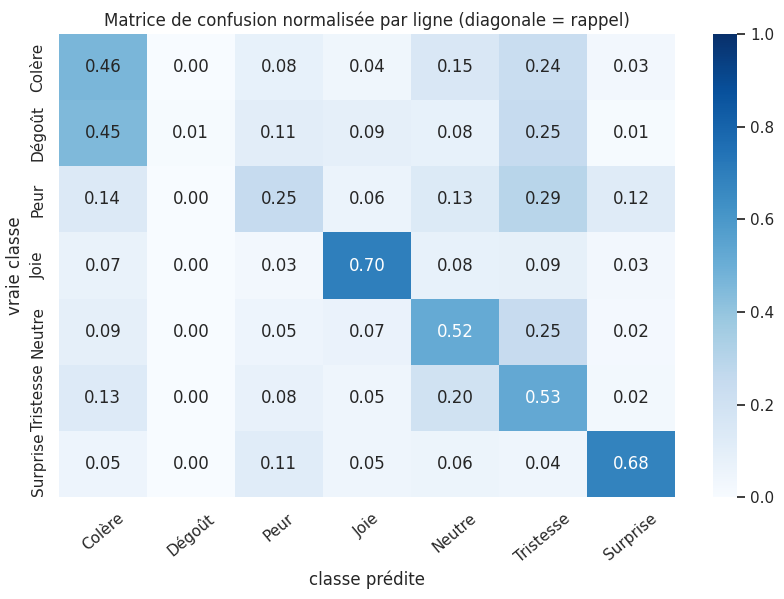 Matrice de confusion normalisée par ligne (diagonale = rappel)
vraie classe
Colère 0.46 0.00 0.08 0.04 0.15 0.24 0.03
Dégoût 0.45 0.01 0.11 0.09 0.08 0.25 0.01
Peur 0.14 0.00 0.25 0.06 0.13 0.29 0.12
Joie 0.07 0.00 0.03 0.70 0.08 0.09 0.03
Neutre 0.09 0.00 0.05 0.07 0.52 0.25 0.02
Tristesse 0.13 0.00 0.08 0.05 0.20 0.53 0.02
Surprise 0.05 0.00 0.11 0.05 0.06 0.04 0.68
Colère Dégoût Peur Joie Neutre Tristesse Surprise
classe prédite
1.0
0.8
0.6
0.4
0.2
0.0